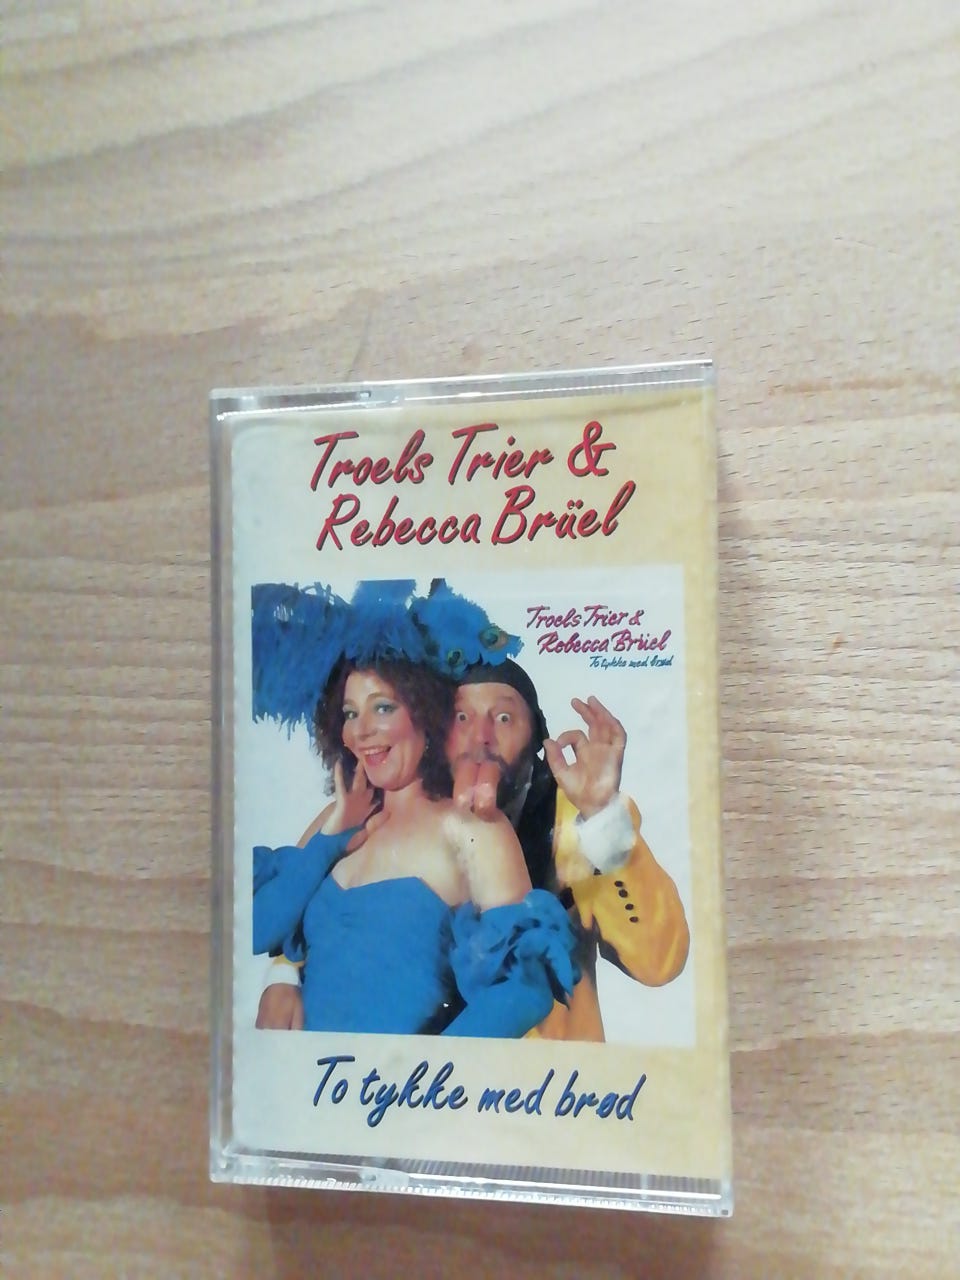 Troels Trier &
Rebecca Brüel
Troels Trier &
Rebecca Brüel
To tykke med brød
To tykke med brød